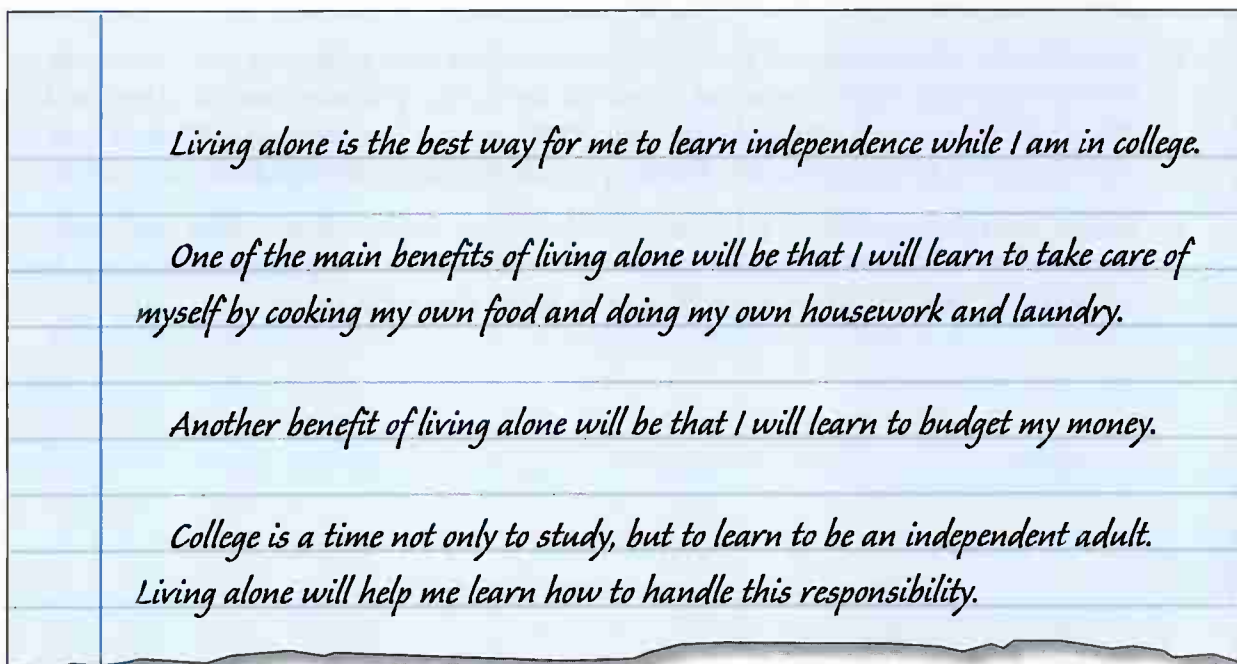 Living alone is the best way for me to learn independence while I am in college.
One of the main benefits of living alone will be that I will learn to take care of
myself by cooking my own food and doing my own housework and laundry.
Another benefit of living alone will be that I will learn to budget my money.
College is a time not only to study, but to learn to be an independent adult.
Living alone will help me learn how to handle this responsibility.